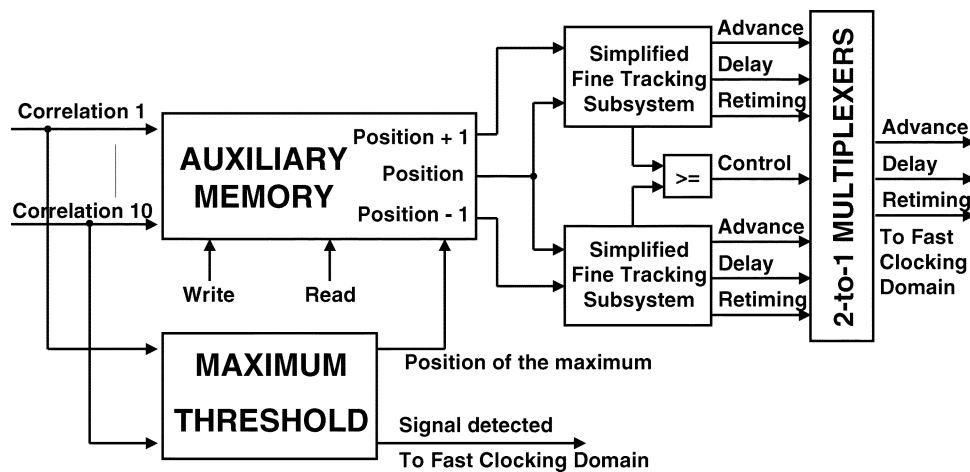 Correlation 1
Correlation 10
AUXILIARY
MEMORY
Position + 1
Position
Position - 1
Write
Read
MAXIMUM
THRESHOLD
Position of the maximum
Signal detected
To Fast Clocking Domain
Simplified
Fine Tracking
Subsystem
Advance
Delay
Retiming
>=
Control
Simplified
Fine Tracking
Subsystem
Advance
Delay
Retiming
2-to-1 MULTIPLEXERS
Advance
Delay
Retiming
To Fast
Clocking
Domain